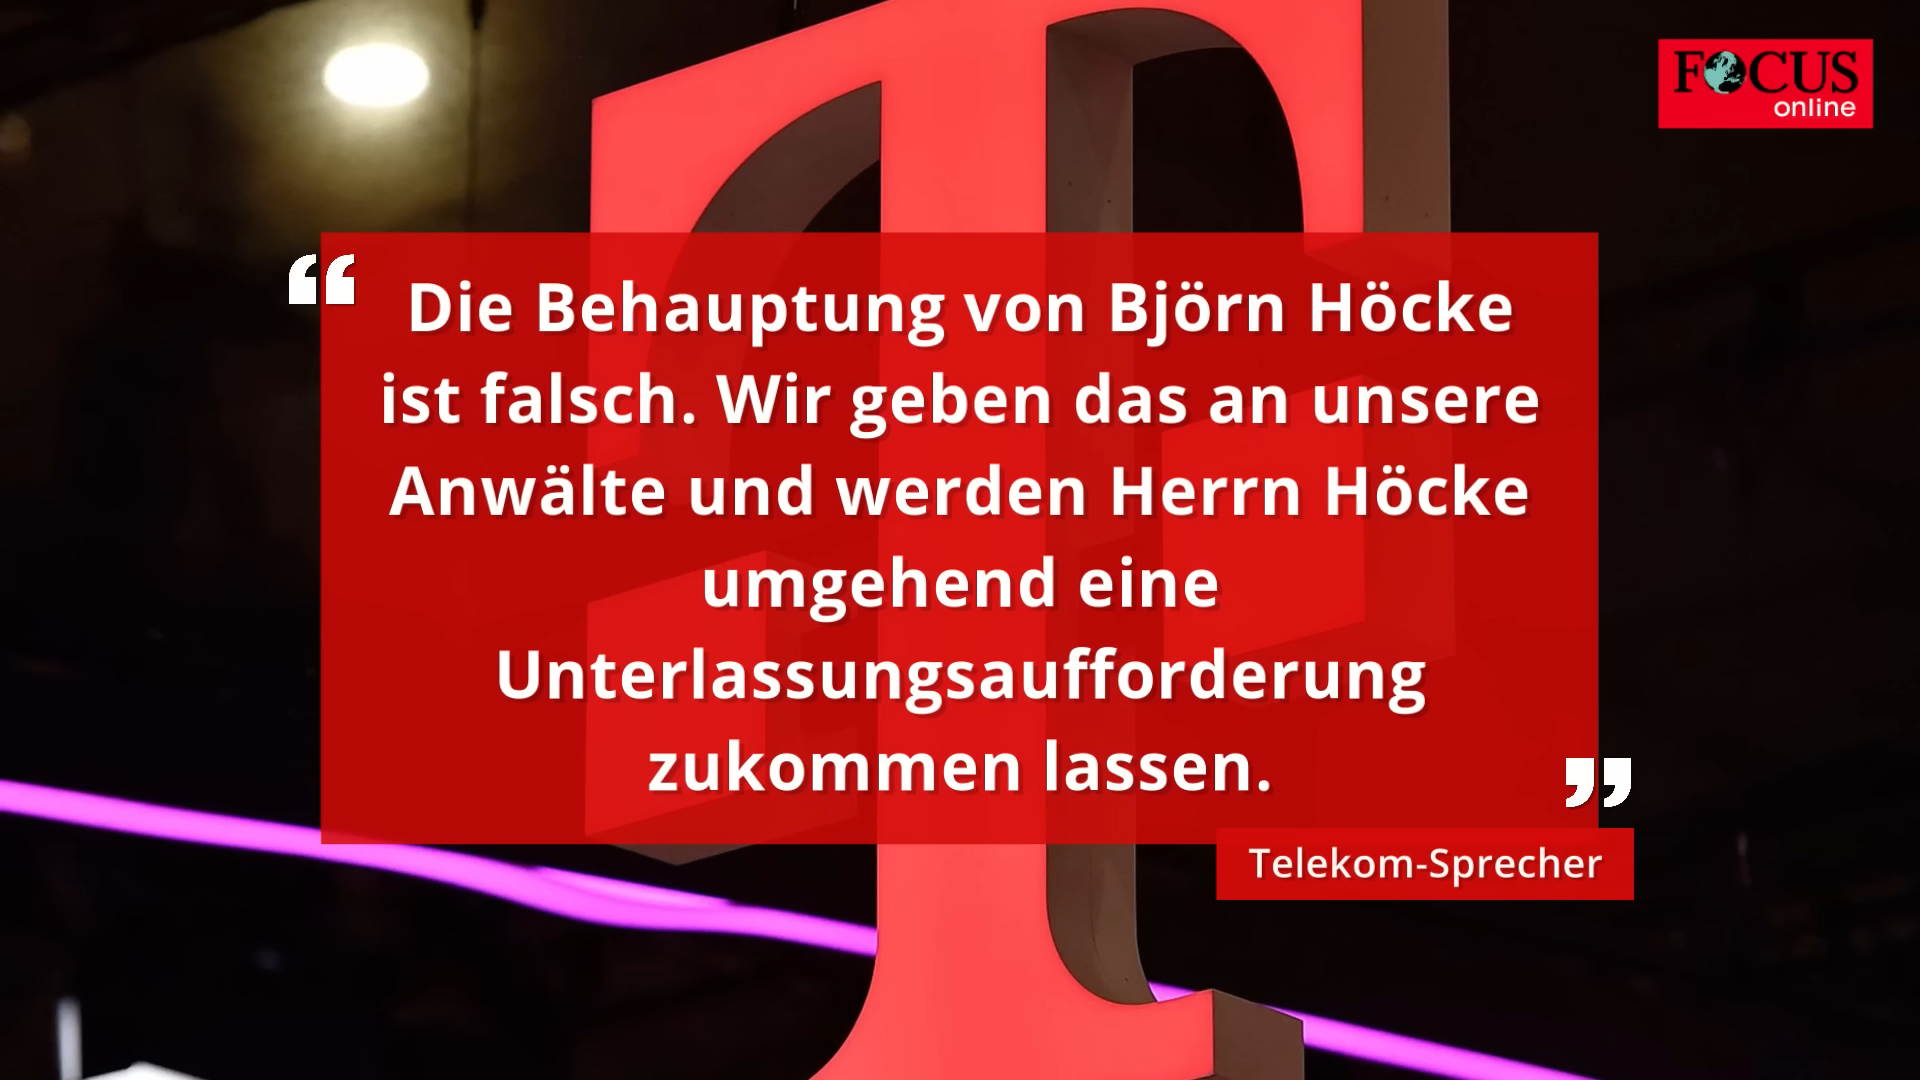 FOCUS
online
“
Die Behauptung von Björn Höcke
ist falsch. Wir geben das an unsere
Anwälte und werden Herrn Höcke
umgehend eine
Unterlassungsaufforderung
zukommen lassen.
”
Telekom-Sprecher
T